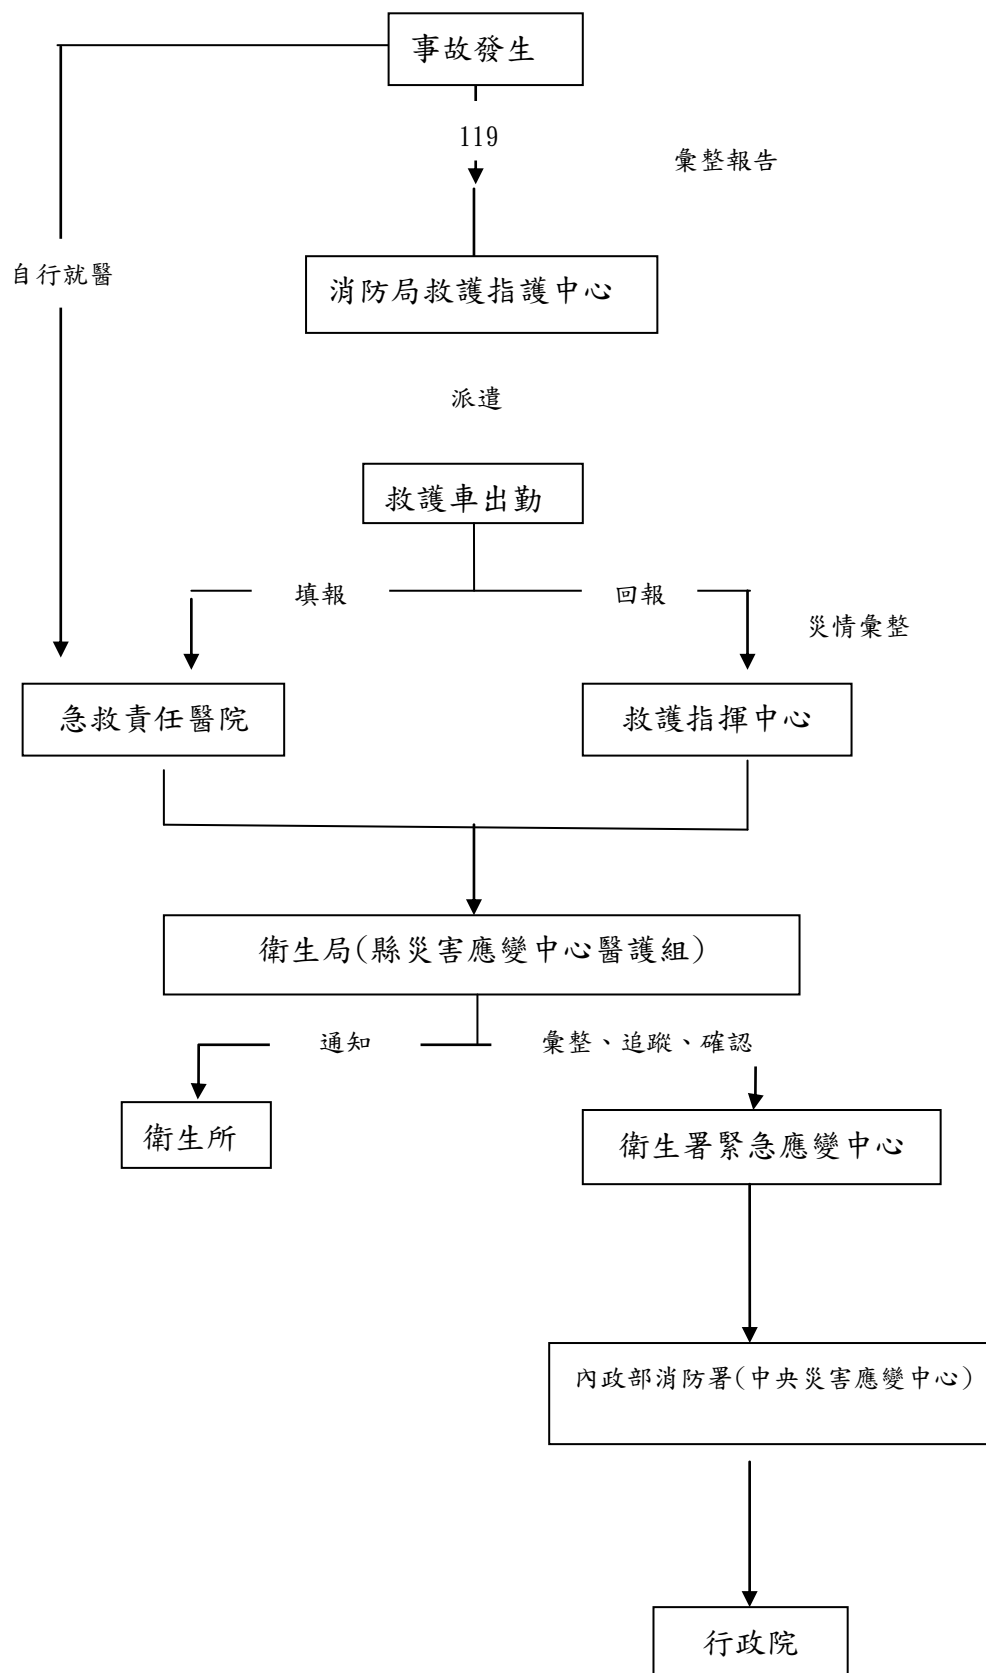 事故發生
119
彙整報告
自行就醫
消防局救護指護中心
派遣
救護車出勤
填報
回報
災情彙整
急救責任醫院
救護指揮中心
衛生局(縣災害應變中心醫護組)
通知
彙整、追蹤、確認
衛生所
衛生署緊急應變中心
內政部消防署(中央災害應變中心)
行政院